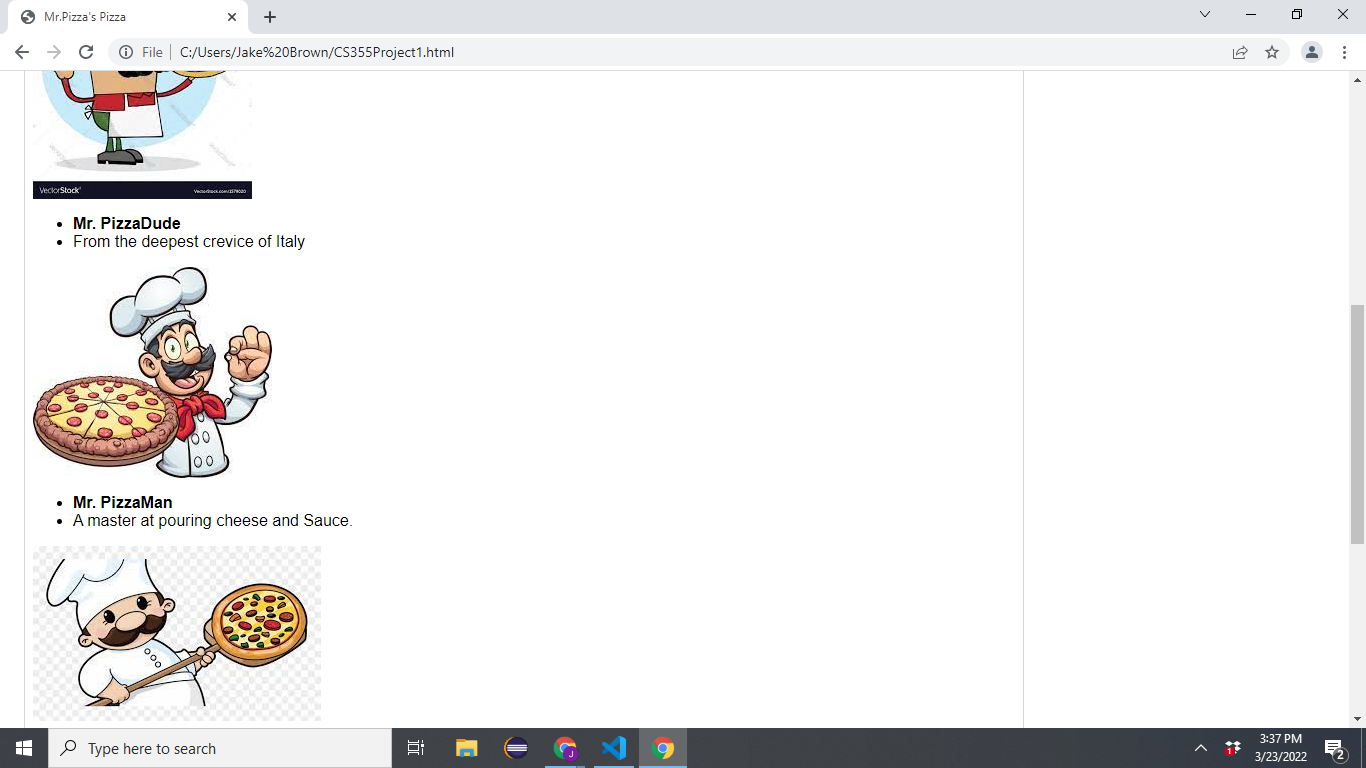 Mr.Pizza's Pizza
File
C:/Users/Jake%20Brown/CS355Project1.html
VectorStock®
VectorStock.com/1579020
Mr. PizzaDude
From the deepest crevice of Italy
Mr. PizzaMan
A master at pouring cheese and Sauce.
Type here to search
J
1
3:37 PM
3/23/2022
2